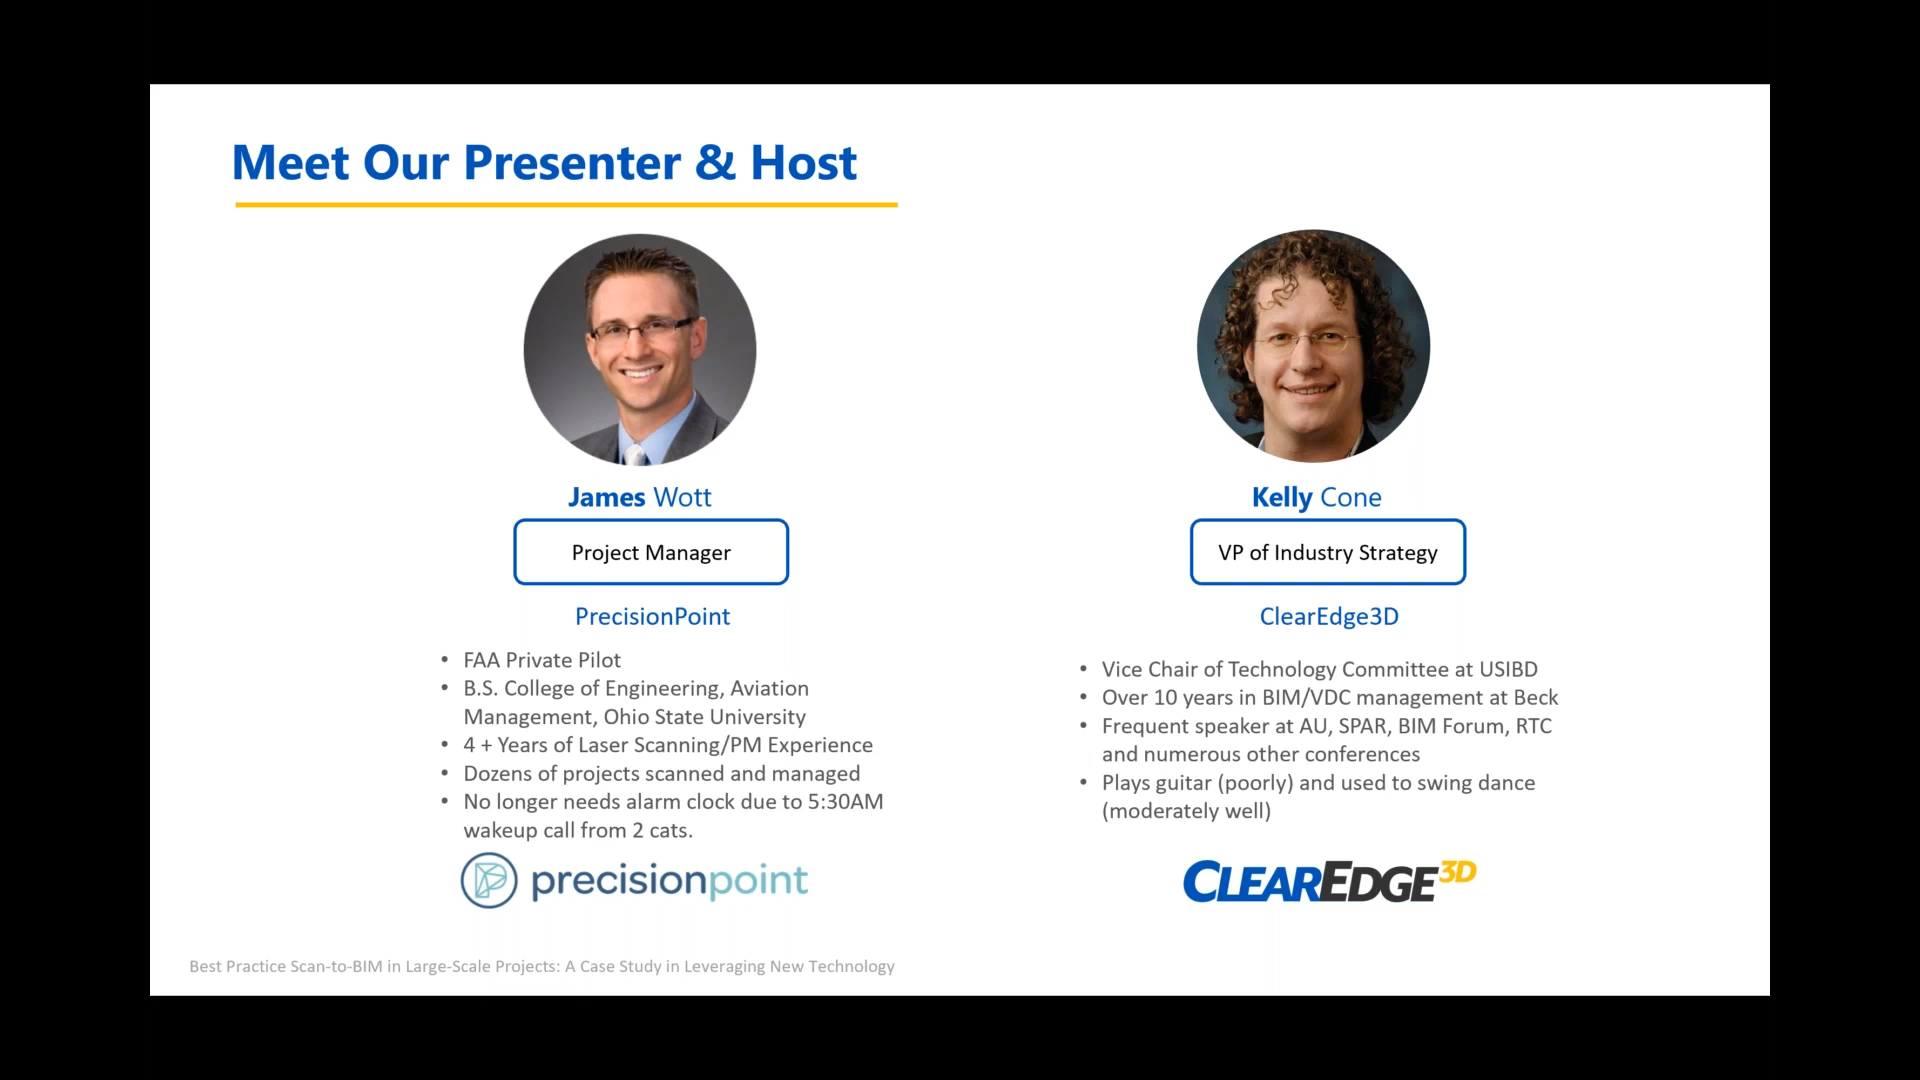 Meet Our Presenter & Host
James Wott
Project Manager
PrecisionPoint
• FAA Private Pilot
• B.S. College of Engineering, Aviation
Management, Ohio State University
• 4 + Years of Laser Scanning/PM Experience
• Dozens of projects scanned and managed
• No longer needs alarm clock due to 5:30AM
wakeup call from 2 cats.
precisionpoint
Kelly Cone
VP of Industry Strategy
ClearEdge3D
• Vice Chair of Technology Committee at USIBD
• Over 10 years in BIM/VDC management at Beck
• Frequent speaker at AU, SPAR, BIM Forum, RTC
and numerous other conferences
• Plays guitar (poorly) and used to swing dance
(moderately well)
CLEAREDGE3D
Best Practice Scan-to-BIM in Large-Scale Projects: A Case Study in Leveraging New Technology